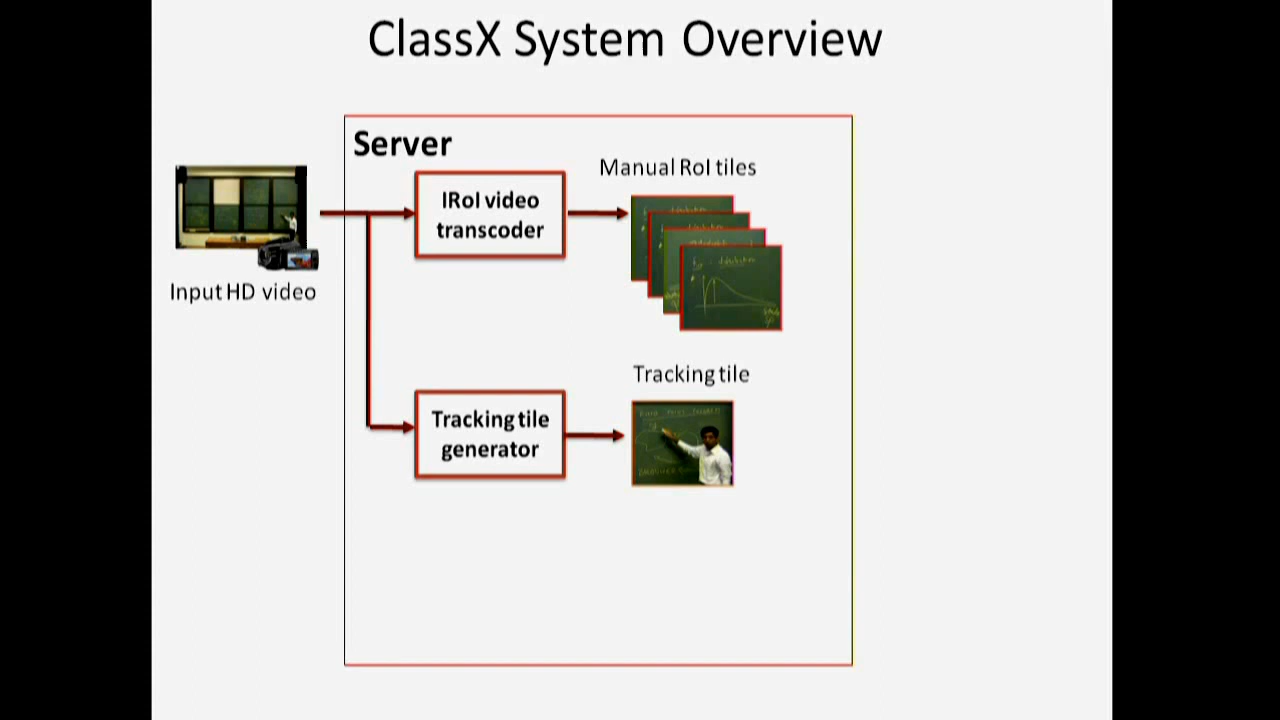 ClassX System Overview
Server
Manual RoI tiles
IRoI video
transcoder
Input HD video
Tracking tile
Tracking tile
generator